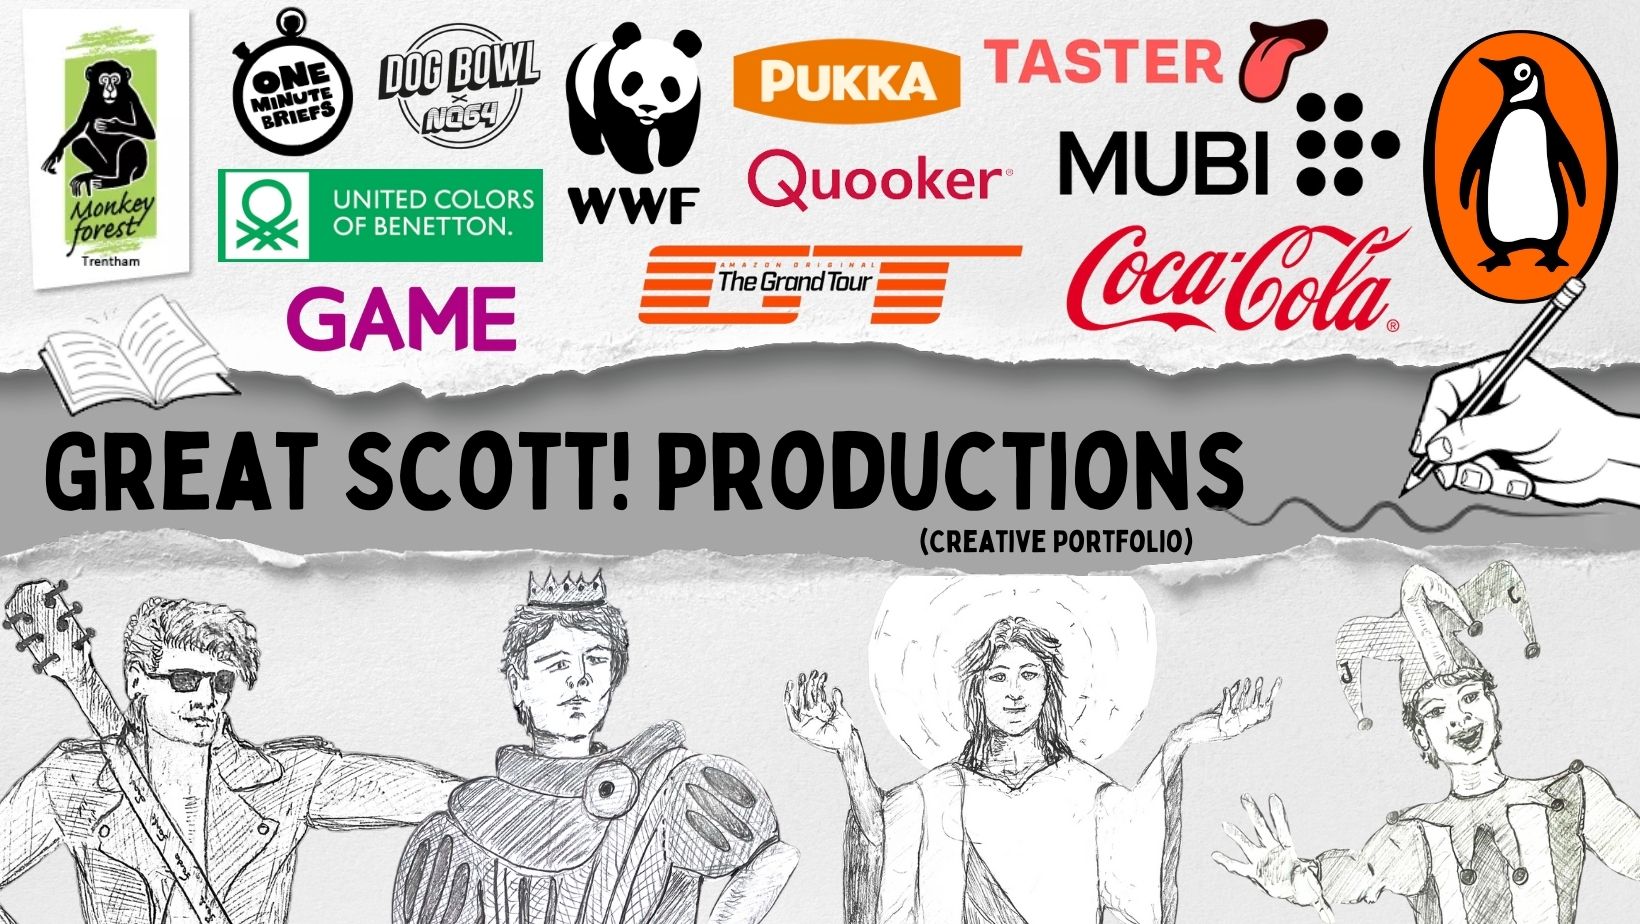 Monkey
forest
Trentham
ONE
MINUTE
BRIEFS
DOG BOWL
×
NQ64
WWF
PUKKA
TASTER
UNITED COLORS
OF BENETTON.
Quooker®
MUBI
GAME
AMAZON ORIGINAL
The Grand Tour
GT
Coca-Cola®
GREAT SCOTT! PRODUCTIONS
(CREATIVE PORTFOLIO)
J
C